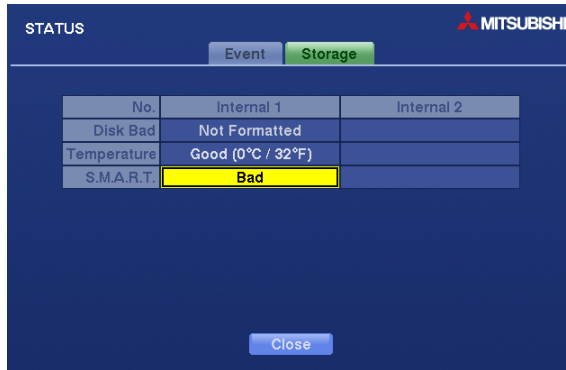 STATUS
MITSUBISHI
Event Storage
No. Internal 1 Internal 2
Disk Bad Not Formatted
Temperature Good (0°C / 32°F)
S.M.A.R.T. Bad
Close